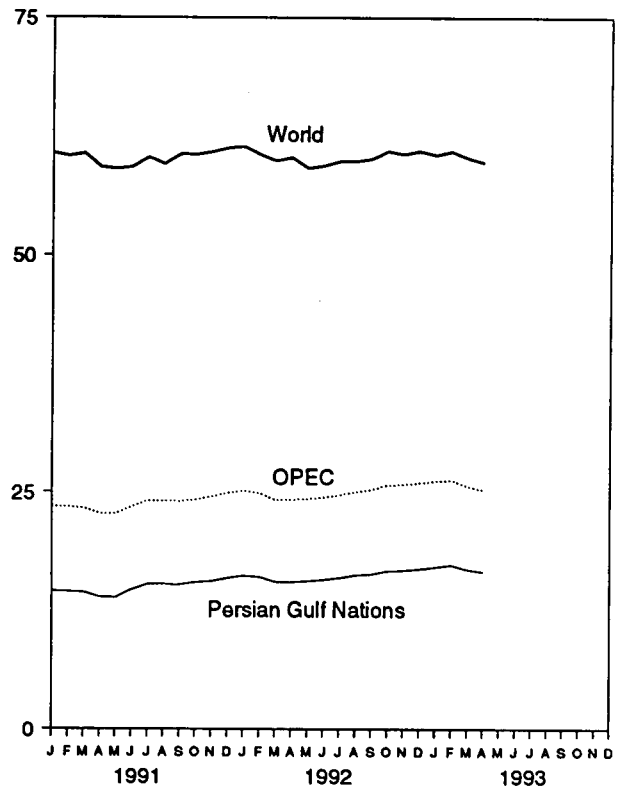 75
World
50
OPEC
25
Persian Gulf Nations
0
J F M A M J J A S O N D J F M A M J J A S O N D J F M A M J J A S O N D
1991 1992 1993